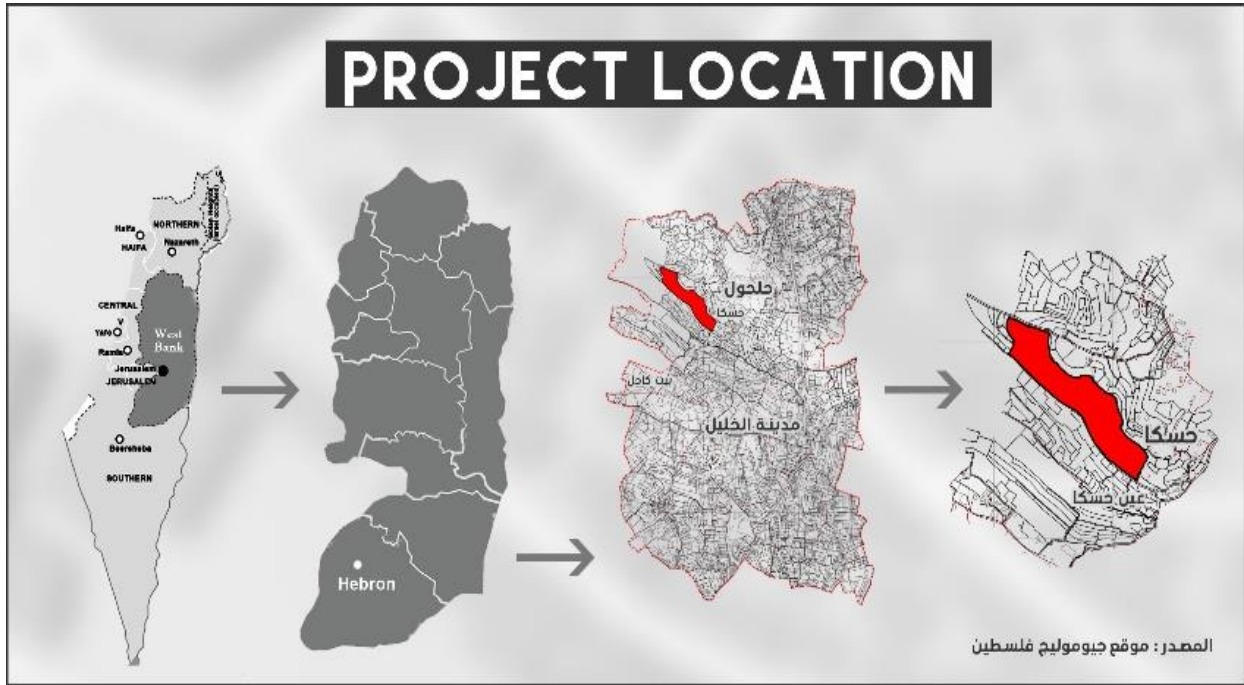 PROJECT LOCATION
NORTHERN
Haifa
HAIFA
Nazareth
CENTRAL
Yafo
West
Bank
Ramla
Jerusalem
JERUSALEM
Beersheba
SOUTHERN
Hebron
حلحول
حسكا
بيت كاحل
مدينة الخليل
حسكا
عين حسكا
المصدر : موقع جيوموليج فلسطين